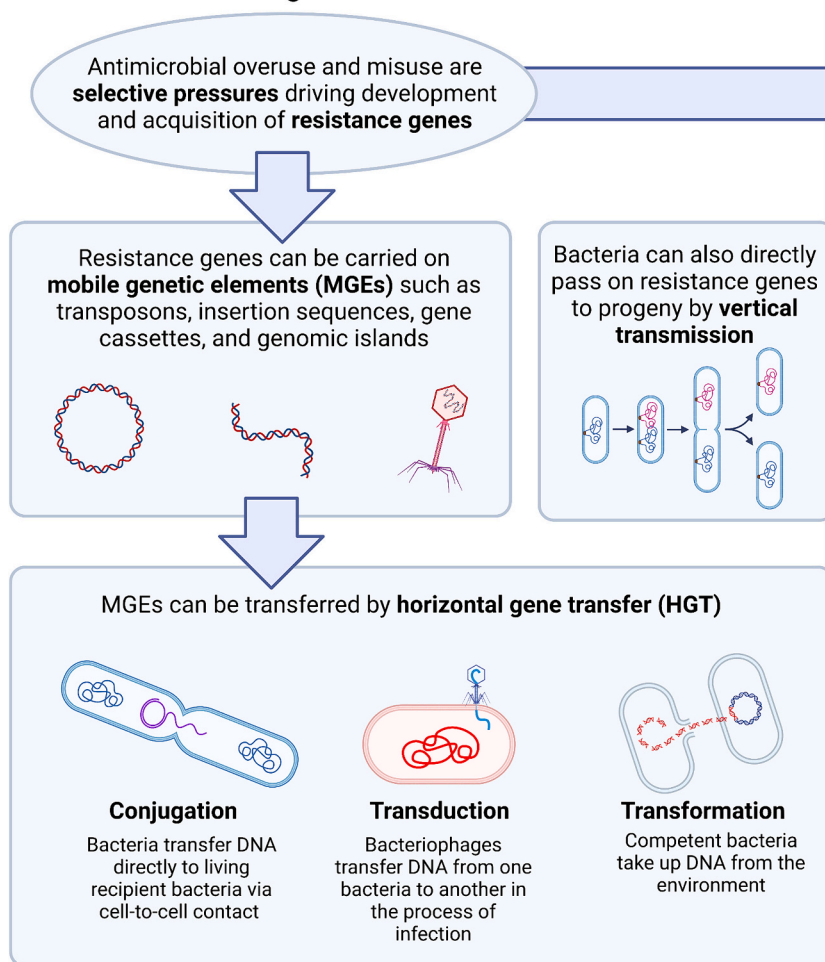 Antimicrobial overuse and misuse are
selective pressures driving development
and acquisition of resistance genes
Resistance genes can be carried on
mobile genetic elements (MGEs) such as
transposons, insertion sequences, gene
cassettes, and genomic islands
Bacteria can also directly
pass on resistance genes
to progeny by vertical
transmission
MGEs can be transferred by horizontal gene transfer (HGT)
Conjugation
Bacteria transfer DNA
directly to living
recipient bacteria via
cell-to-cell contact
Transduction
Bacteriophages
transfer DNA from one
bacteria to another in
the process of
infection
Transformation
Competent bacteria
take up DNA from the
environment